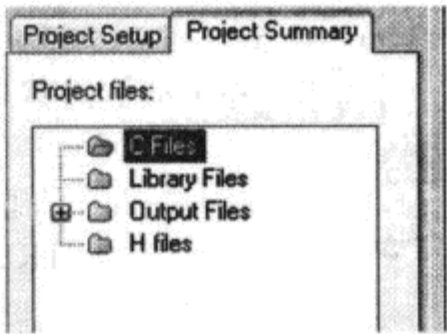 Project Setup Project Summary
Project files:
C Files
Library Files
Output Files
H files